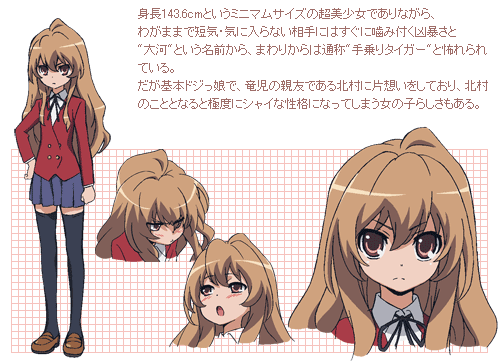 身長143.6cmというミニマムサイズの超美少女でありながら、
わがままで短気・気に入らない相手にはすぐに噛み付く凶暴さと
“大河”という名前から、まわりからは通称“手乗りタイガー”と怖れられ
ている。
だが基本ドジっ娘で、竜児の親友である北村に片想いをしており、北村
のこととなると極度にシャイな性格になってしまう女の子らしさもある。